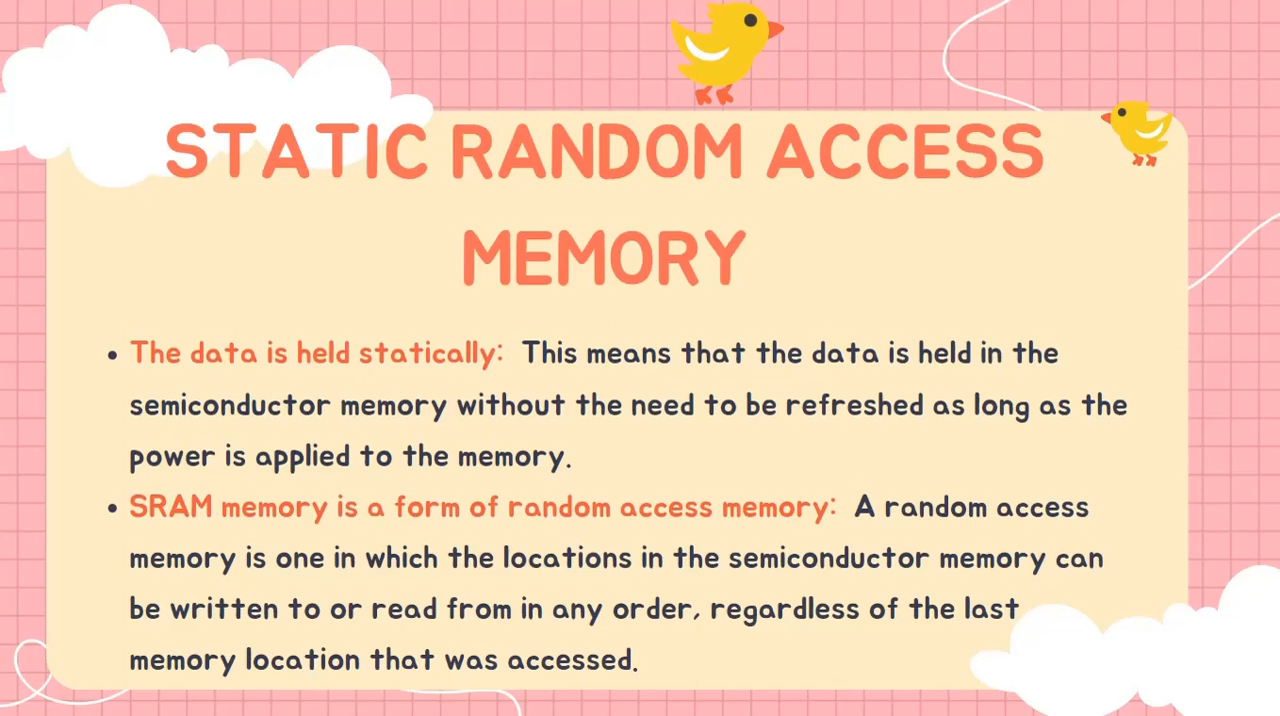 STATIC RANDOM ACCESS
MEMORY
• The data is held statically: This means that the data is held in the
semiconductor memory without the need to be refreshed as long as the
power is applied to the memory.
• SRAM memory is a form of random access memory: A random access
memory is one in which the locations in the semiconductor memory can
be written to or read from in any order, regardless of the last
memory location that was accessed.